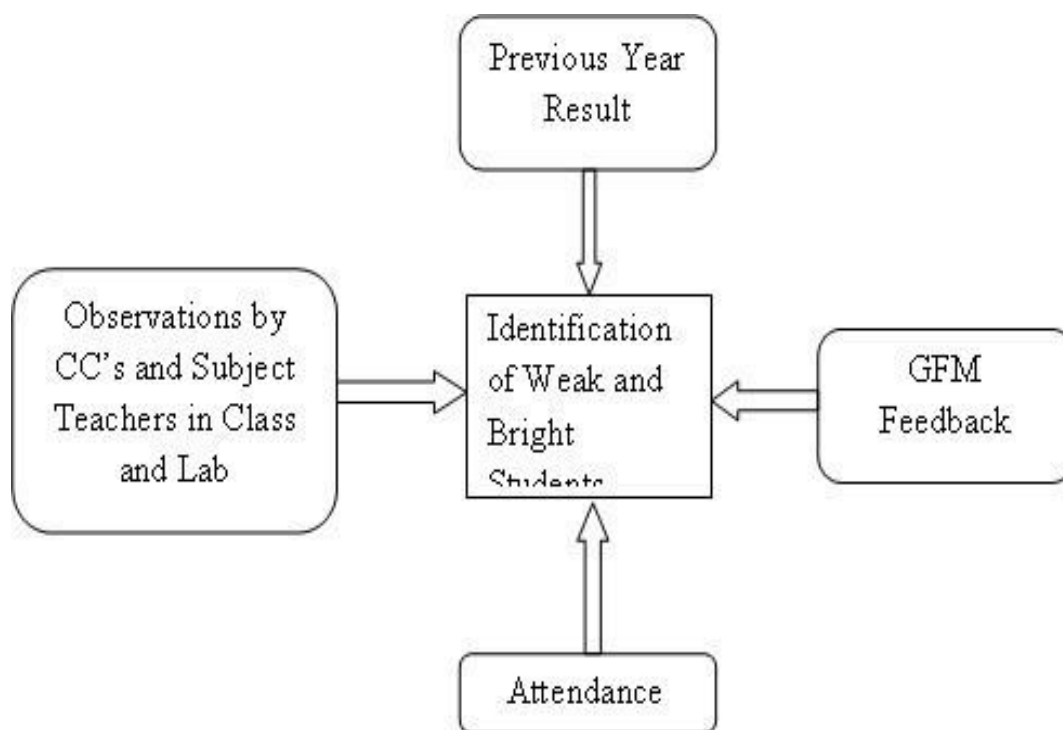 Previous Year
Result
Observations by
CC's and Subject
Teachers in Class
and Lab
Identification
of Weak and
Bright
Students
GFM
Feedback
Attendance